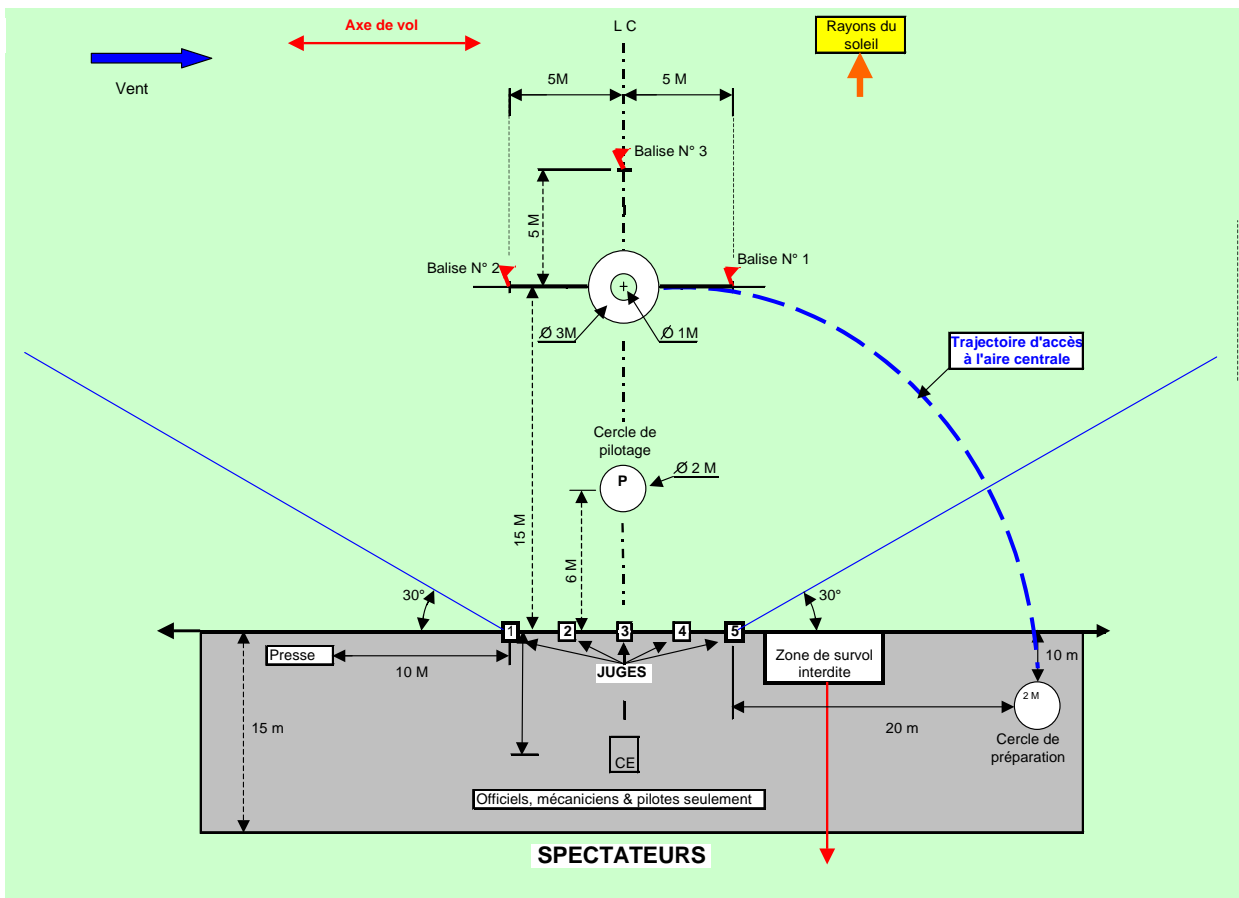 Axe de vol
L C
Rayons du
soleil
Vent
5M
5 M
Balise N° 3
5 M
Balise N° 2
Balise N° 1
Ø 3M
Ø 1M
Trajectoire d'accès
à l'aire centrale
Cercle de
pilotage
P
Ø 2 M
15 M
6 M
30°
30°
1
2
3
4
5
Presse
10 M
JUGES
Zone de survol
interdite
10 m
2 M
15 m
20 m
Cercle de
préparation
CE
Officiels, mécaniciens & pilotes seulement
SPECTATEURS